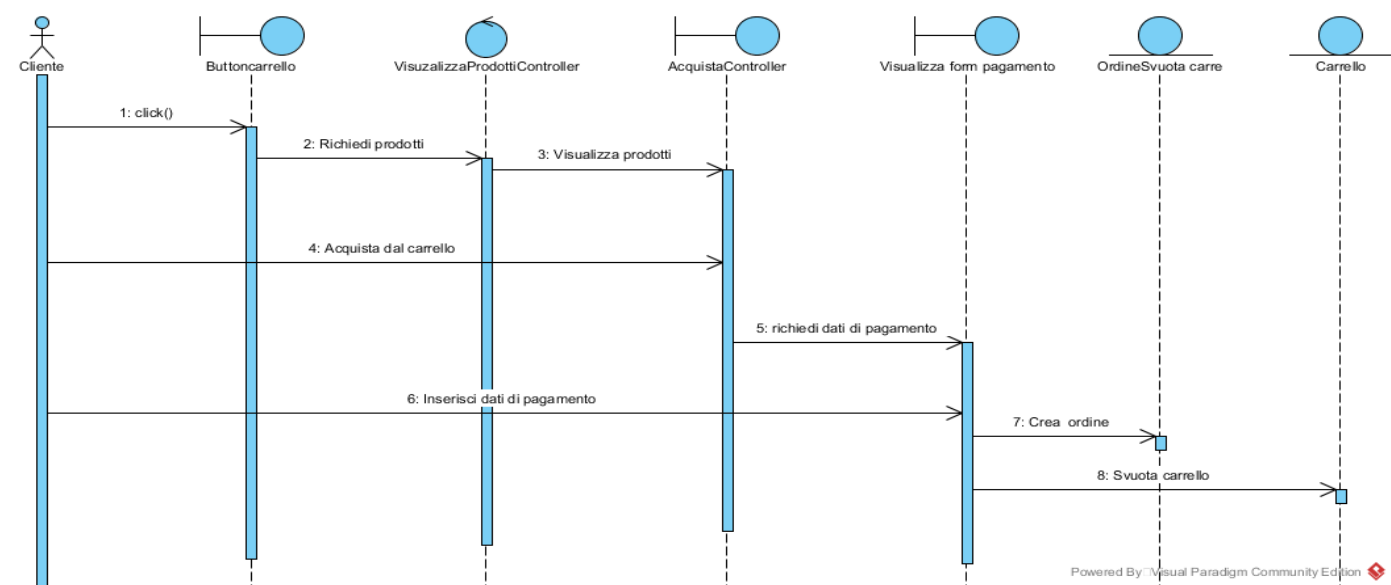 Cliente
Buttoncarrello
VisuzalizzaProdottiController
AcquistaController
Visualizza form pagamento
OrdineSvuota carre
Carrello
1: click()
2: Richiedi prodotti
3: Visualizza prodotti
4: Acquista dal carrello
5: richiedi dati di pagamento
6: Inserisci dati di pagamento
7: Crea ordine
8: Svuota carrello
Powered By Visual Paradigm Community Edition